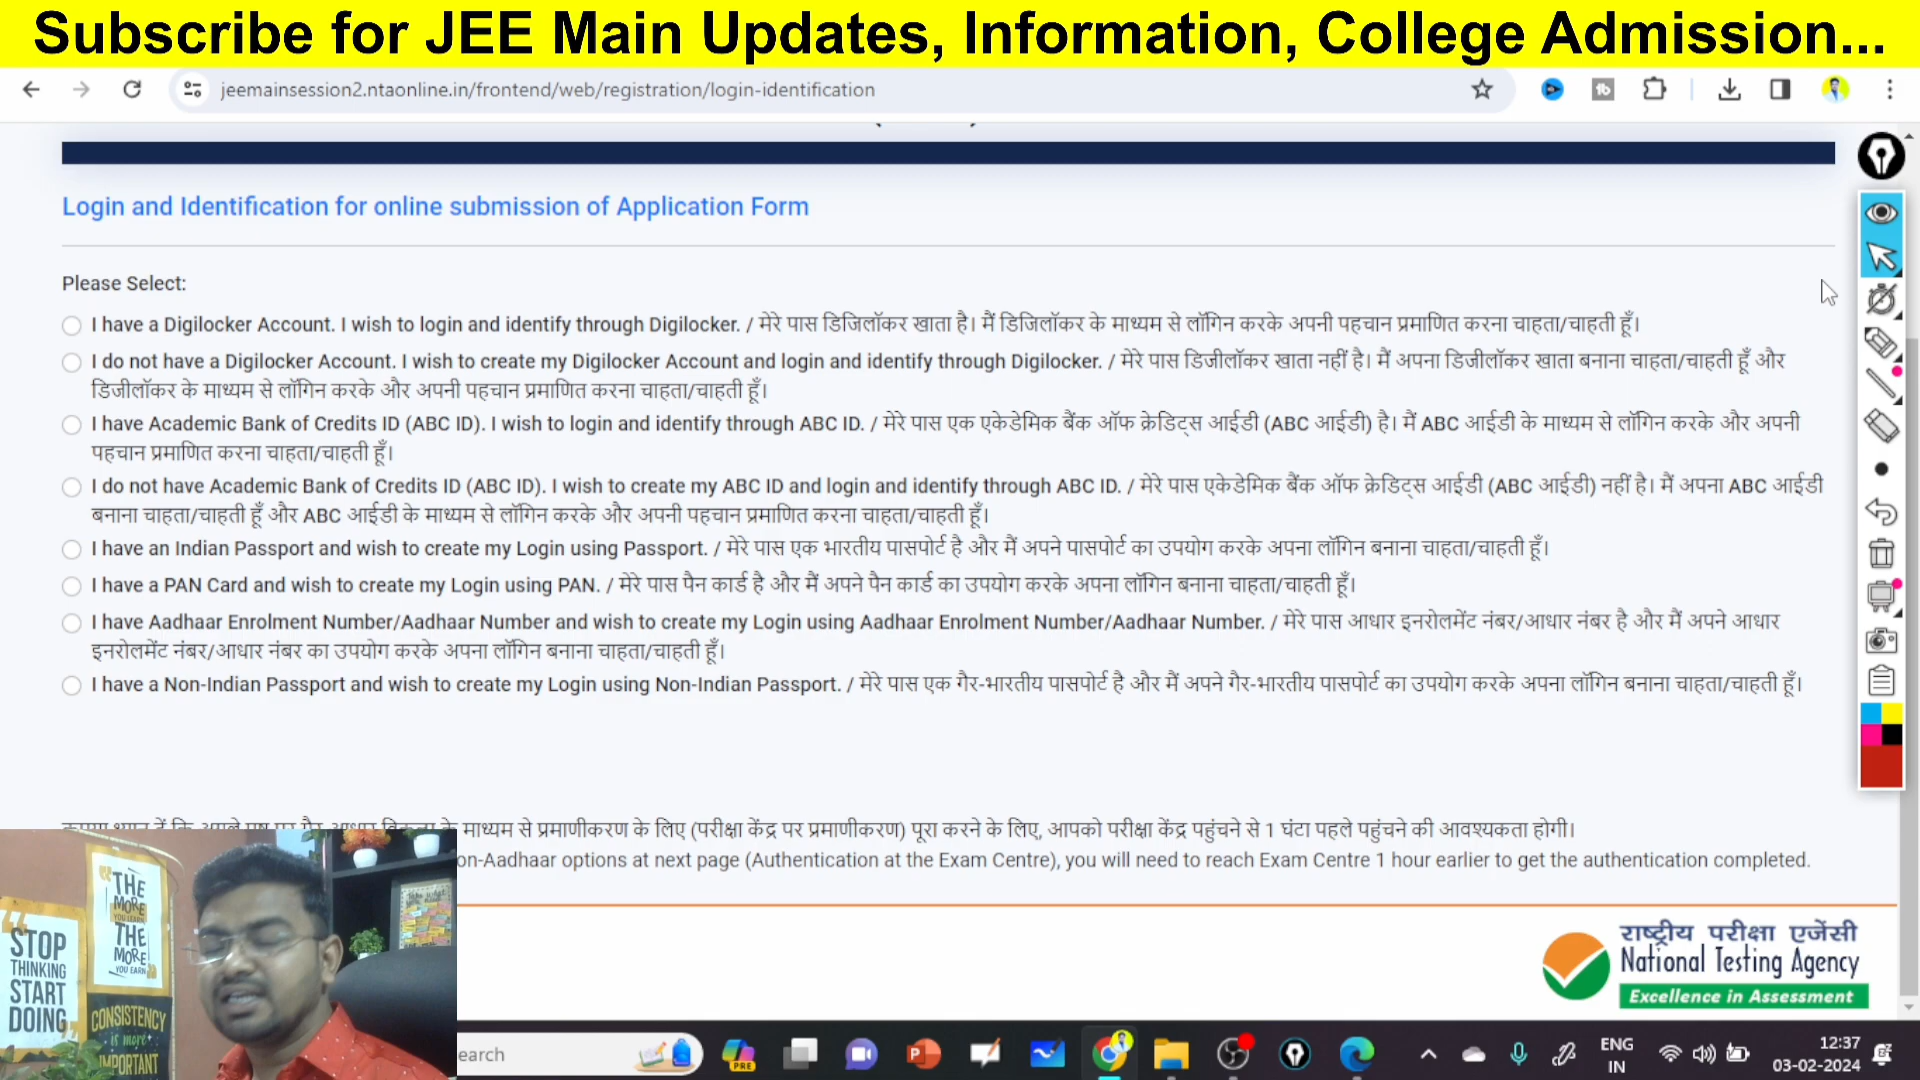 Subscribe for JEE Main Updates, Information, College Admission...
jeemainsession2.ntaonline.in/frontend/web/registration/login-identification
Login and Identification for online submission of Application Form
Please Select:
I have a Digilocker Account. I wish to login and identify through Digilocker. / मेरे पास डिजिलॉकर खाता है। मैं डिजिलॉकर के माध्यम से लॉगिन करके अपनी पहचान प्रमाणित करना चाहता/चाहती हूँ।
I do not have a Digilocker Account. I wish to create my Digilocker Account and login and identify through Digilocker. / मेरे पास डिजीलॉकर खाता नहीं है। मैं अपना डिजीलॉकर खाता बनाना चाहता/चाहती हूँ और
डिजीलॉकर के माध्यम से लॉगिन करके और अपनी पहचान प्रमाणित करना चाहता/चाहती हूँ।
I have Academic Bank of Credits ID (ABC ID). I wish to login and identify through ABC ID. / मेरे पास एक एकेडेमिक बैंक ऑफ क्रेडिट्स आईडी (ABC आईडी) है। मैं ABC आईडी के माध्यम से लॉगिन करके और अपनी
पहचान प्रमाणित करना चाहता/चाहती हूँ।
I do not have Academic Bank of Credits ID (ABC ID). I wish to create my ABC ID and login and identify through ABC ID. / मेरे पास एकेडेमिक बैंक ऑफ क्रेडिट्स आईडी (ABC आईडी) नहीं है। मैं अपना ABC आईडी
बनाना चाहता/चाहती हूँ और ABC आईडी के माध्यम से लॉगिन करके और अपनी पहचान प्रमाणित करना चाहता/चाहती हूँ।
I have an Indian Passport and wish to create my Login using Passport. / मेरे पास एक भारतीय पासपोर्ट है और मैं अपने पासपोर्ट का उपयोग करके अपना लॉगिन बनाना चाहता/चाहती हूँ।
I have a PAN Card and wish to create my Login using PAN. / मेरे पास पैन कार्ड है और मैं अपने पैन कार्ड का उपयोग करके अपना लॉगिन बनाना चाहता/चाहती हूँ।
I have Aadhaar Enrolment Number/Aadhaar Number and wish to create my Login using Aadhaar Enrolment Number/Aadhaar Number. / मेरे पास आधार इनरोलमेंट नंबर/आधार नंबर है और मैं अपने आधार
इनरोलमेंट नंबर/आधार नंबर का उपयोग करके अपना लॉगिन बनाना चाहता/चाहती हूँ।
I have a Non-Indian Passport and wish to create my Login using Non-Indian Passport. / मेरे पास एक गैर-भारतीय पासपोर्ट है और मैं अपने गैर-भारतीय पासपोर्ट का उपयोग करके अपना लॉगिन बनाना चाहता/चाहती हूँ।
के माध्यम से प्रमाणीकरण के लिए (परीक्षा केंद्र पर प्रमाणीकरण) पूरा करने के लिए, आपको परीक्षा केंद्र पहुंचने से 1 घंटा पहले पहुंचने की आवश्यकता होगी।
on-Aadhaar options at next page (Authentication at the Exam Centre), you will need to reach Exam Centre 1 hour earlier to get the authentication completed.
THE
MORE
YOU LEARN
THE
MORE
YOU EARN
STOP
THINKING
START
DOING
CONSISTENCY
is more
IMPORTANT
राष्ट्रीय परीक्षा एजेंसी
National Testing Agency
Excellence in Assessment
earch
PRE
ENG
IN
12:37
03-02-2024